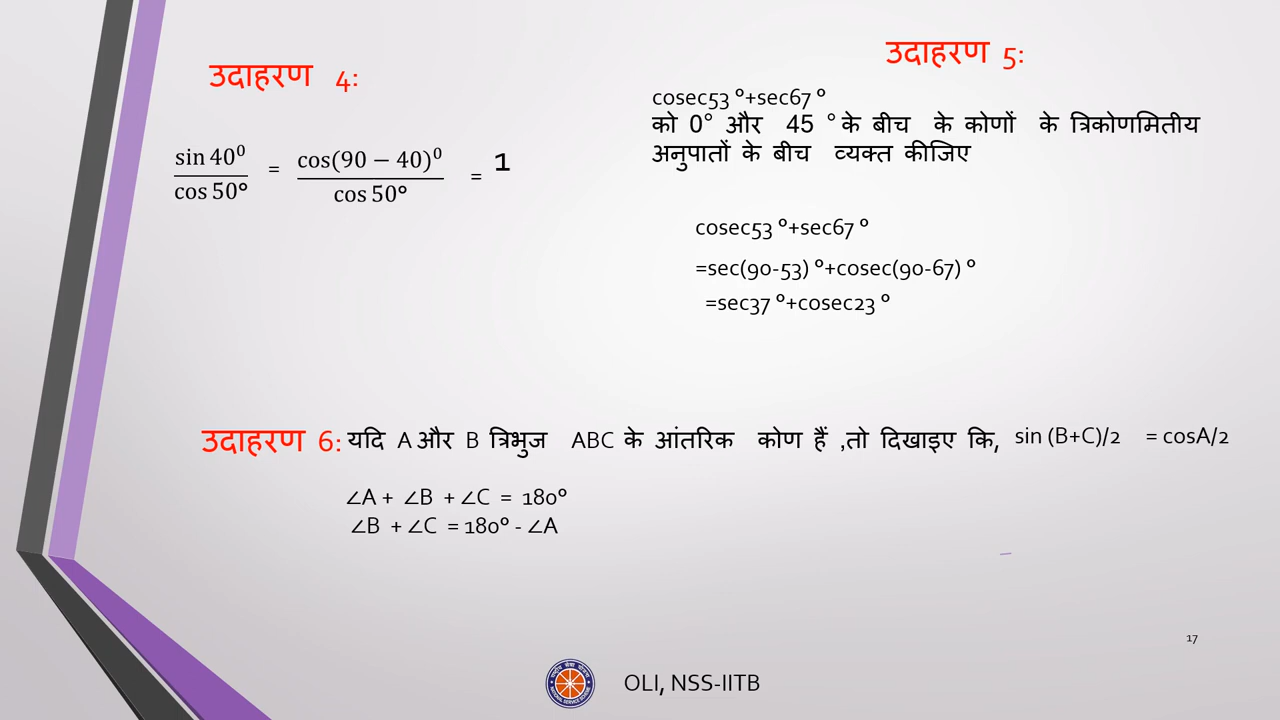 उदाहरण 4:
sin 40⁰ / cos 50° = cos(90 − 40)⁰ / cos 50° = 1
उदाहरण 5:
cosec53 °+sec67 °
को 0° और 45 ° के बीच के कोणों के त्रिकोणमितीय
अनुपातों के बीच व्यक्त कीजिए
cosec53 °+sec67 °
=sec(90-53) °+cosec(90-67) °
=sec37 °+cosec23 °
उदाहरण 6: यदि A और B त्रिभुज ABC के आंतरिक कोण हैं ,तो दिखाइए कि, sin (B+C)/2 = cosA/2
∠A + ∠B + ∠C = 180°
∠B + ∠C = 180° - ∠A
17
OLI, NSS-IITB